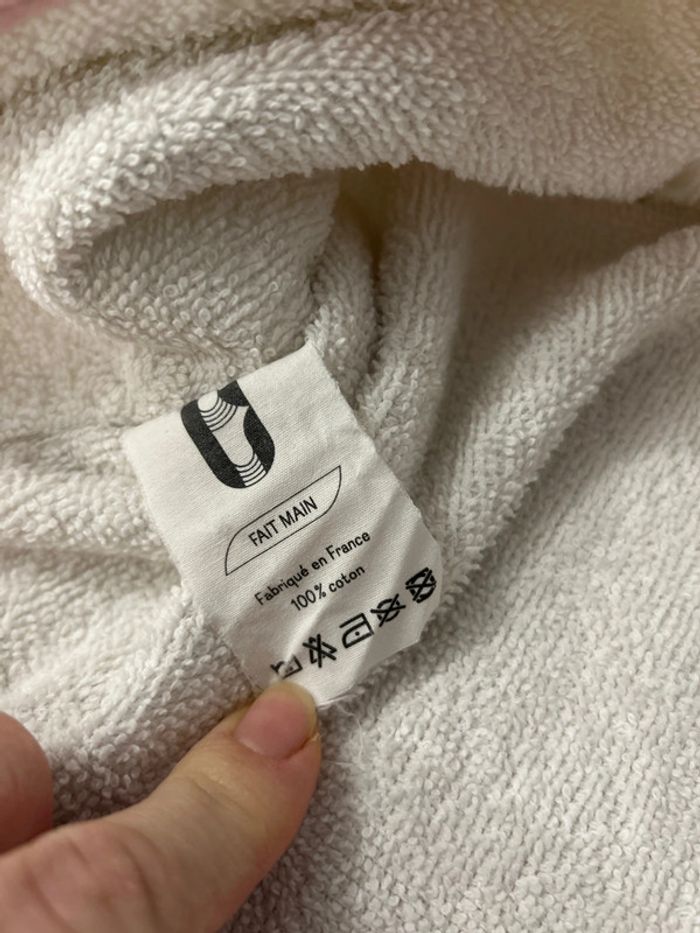 FAIT MAIN
Fabriqué en France
100% coton